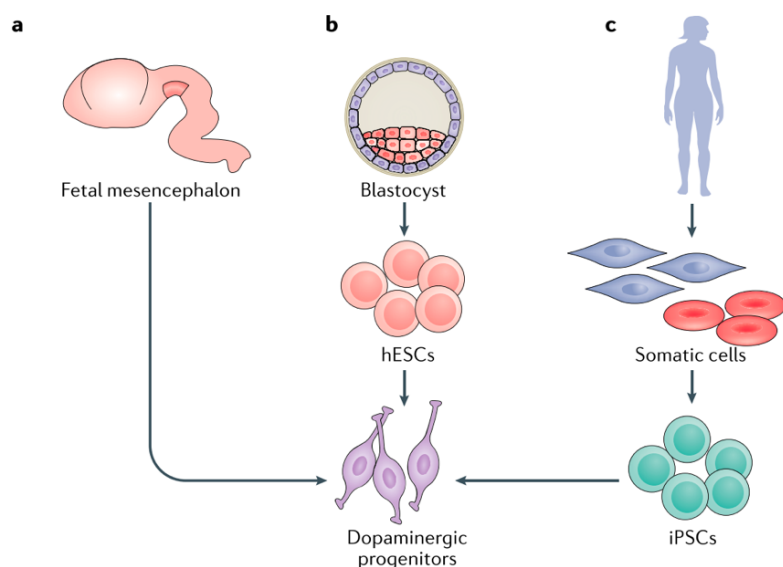 a
b
c
Fetal mesencephalon
Blastocyst
hESCs
Somatic cells
Dopaminergic
progenitors
iPSCs